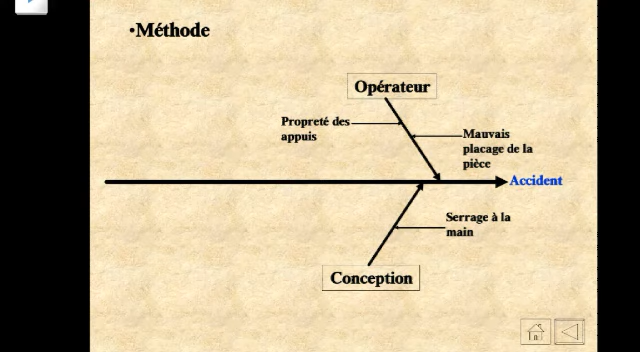 •Méthode
Opérateur
Propreté des
appuis
Mauvais
placage de la
pièce
Accident
Serrage à la
main
Conception